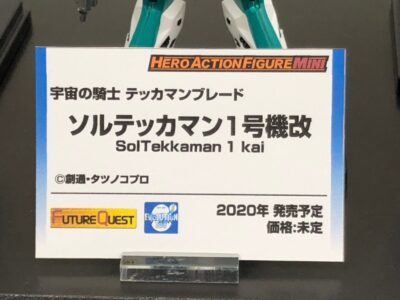 HERO ACTION FIGURE MINI
宇宙の騎士 テッカマンブレード
ソルテッカマン1号機改
SolTekkaman 1 kai
©創通・タツノコプロ
FUTURE QUEST
EVOLUTION
2020年 発売予定
価格:未定